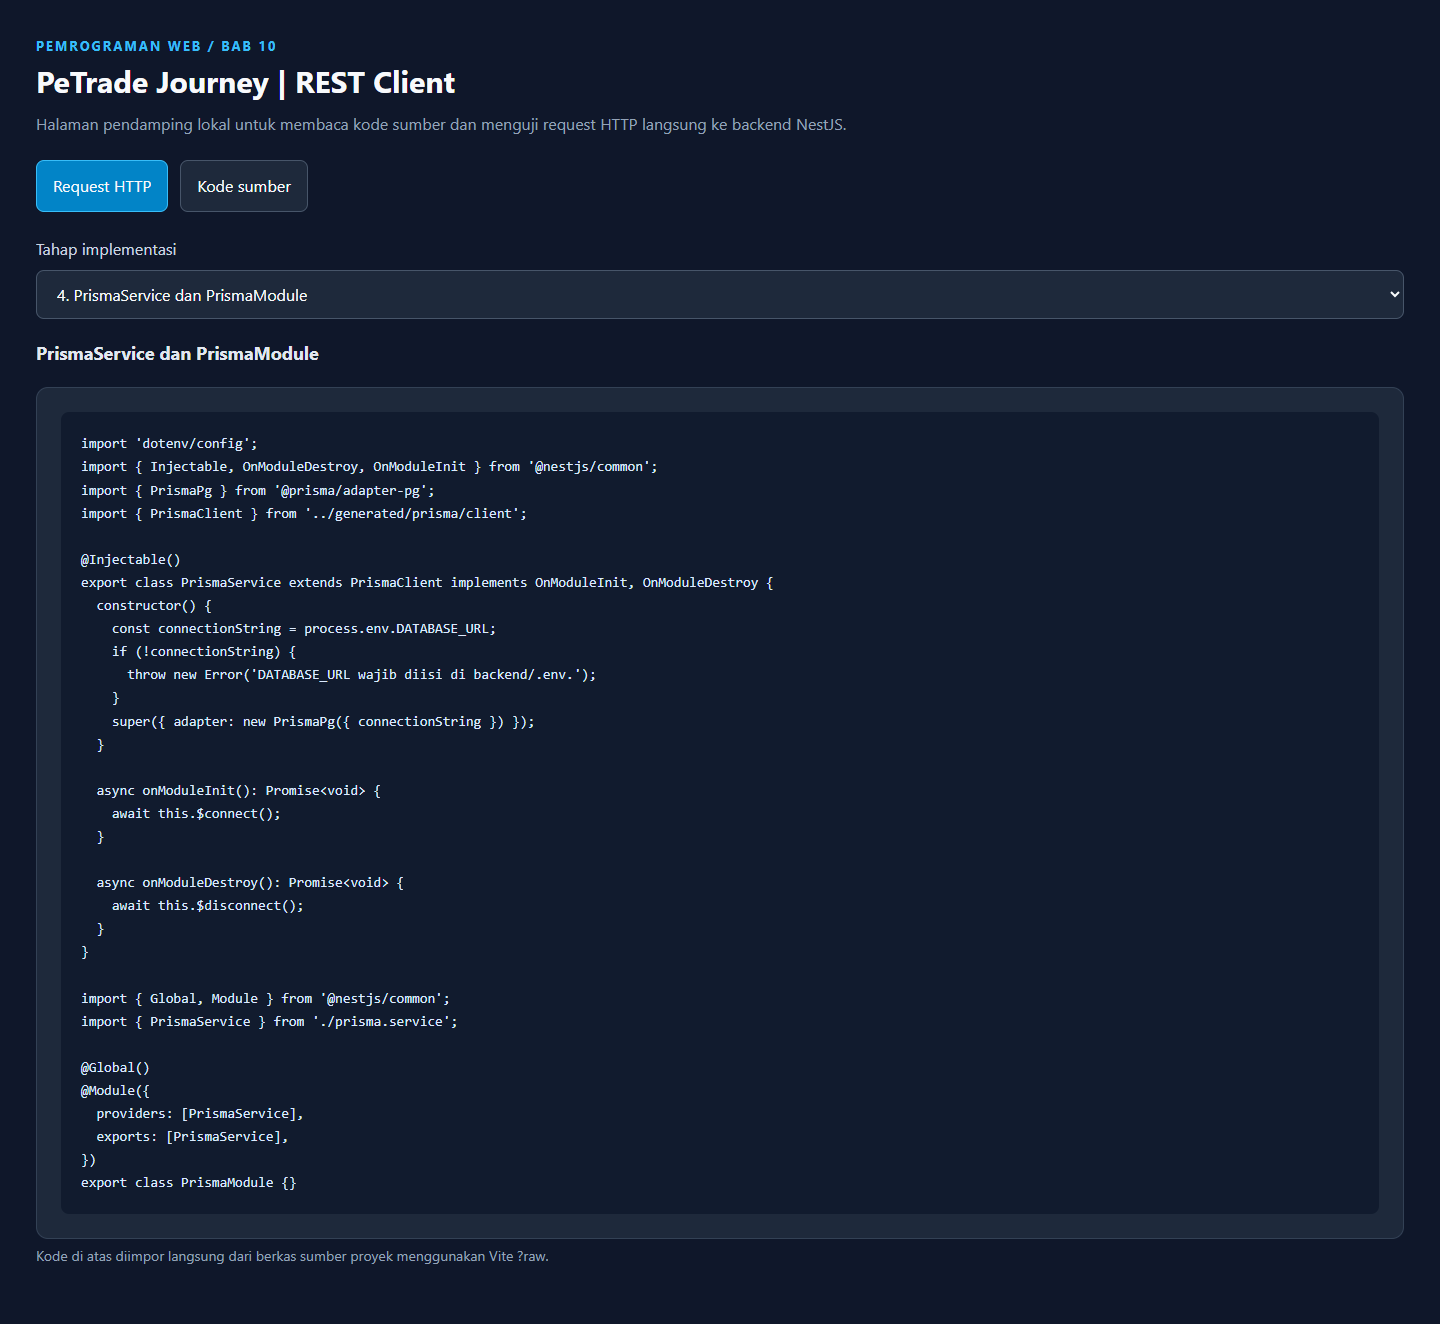 PEMROGRAMAN WEB / BAB 10
PeTrade Journey | REST Client
Halaman pendamping lokal untuk membaca kode sumber dan menguji request HTTP langsung ke backend NestJS.
Request HTTP
Kode sumber
Tahap implementasi
4. PrismaService dan PrismaModule
PrismaService dan PrismaModule
import 'dotenv/config';
import { Injectable, OnModuleDestroy, OnModuleInit } from '@nestjs/common';
import { PrismaPg } from '@prisma/adapter-pg';
import { PrismaClient } from '../generated/prisma/client';

@Injectable()
export class PrismaService extends PrismaClient implements OnModuleInit, OnModuleDestroy {
  constructor() {
    const connectionString = process.env.DATABASE_URL;
    if (!connectionString) {
      throw new Error('DATABASE_URL wajib diisi di backend/.env.');
    }
    super({ adapter: new PrismaPg({ connectionString }) });
  }

  async onModuleInit(): Promise<void> {
    await this.$connect();
  }

  async onModuleDestroy(): Promise<void> {
    await this.$disconnect();
  }
}

import { Global, Module } from '@nestjs/common';
import { PrismaService } from './prisma.service';

@Global()
@Module({
  providers: [PrismaService],
  exports: [PrismaService],
})
export class PrismaModule {}
Kode di atas diimpor langsung dari berkas sumber proyek menggunakan Vite ?raw.